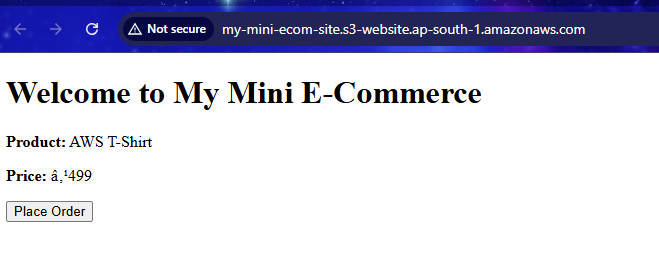 Not secure my-mini-ecom-site.s3-website.ap-south-1.amazonaws.com
Welcome to My Mini E-Commerce
Product: AWS T-Shirt
Price: â‚¹499
Place Order